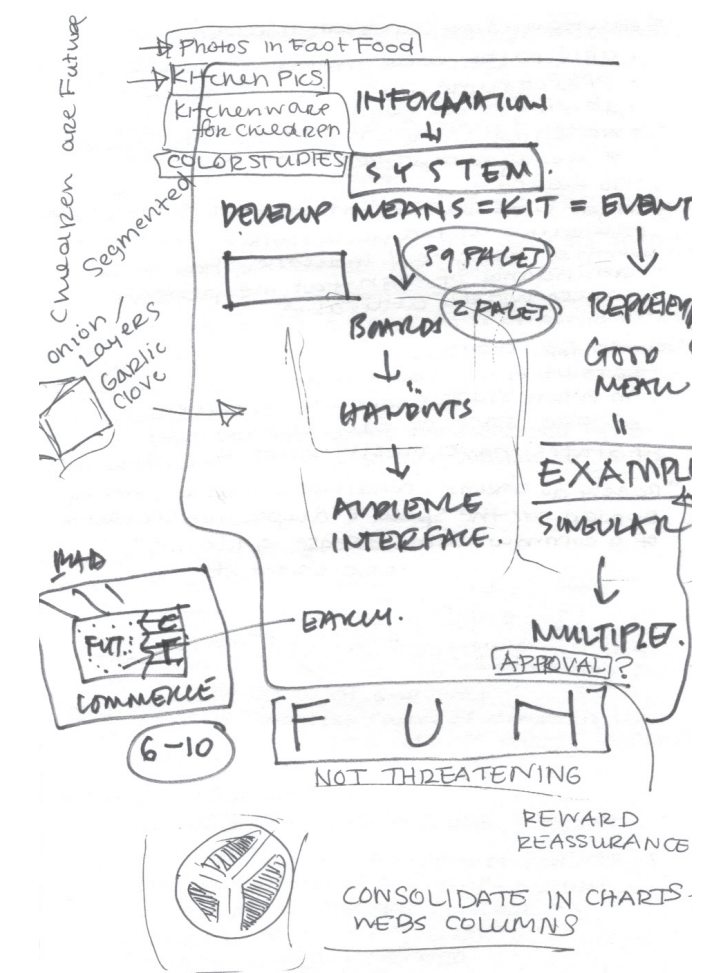 Photos in Fast Food
Kitchen Pics
Kitchenware
for Children
COLOR STUDIES
Children are Future
Segmented
onion /
Layers
Garlic
Clove
INFORMATION
SYSTEM.
DEVELOP MEANS = KIT = EVENT
39 PAGES
2 PAGES
BOARDS
HANDOUTS
AUDIENCE
INTERFACE.
GOOD
MEAL
"
EXAMPLE
SINGULAR
MULTIPLE.
APPROVAL ?
EARLY.
FUT.:
C
I
COMMERCE
6-10
FUN
NOT THREATENING
REWARD
REASSURANCE
CONSOLIDATE IN CHARTS-
WEBS COLUMNS